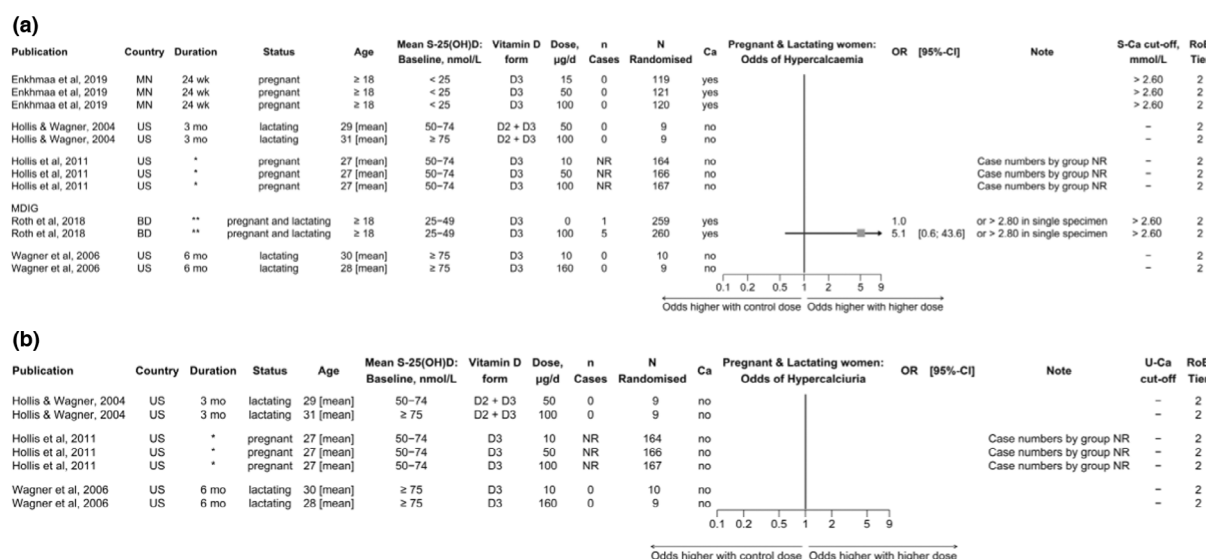 (a)
Publication Country Duration Status Age Mean S-25(OH)D: Baseline, nmol/L Vitamin D form Dose, µg/d n Cases N Randomised Ca Pregnant & Lactating women: Odds of Hypercalcaemia OR [95%-CI] Note S-Ca cut-off, mmol/L RoB Tier
Enkhmaa et al, 2019 MN 24 wk pregnant ≥ 18 < 25 D3 15 0 119 yes > 2.60 2
Enkhmaa et al, 2019 MN 24 wk pregnant ≥ 18 < 25 D3 50 0 121 yes > 2.60 2
Enkhmaa et al, 2019 MN 24 wk pregnant ≥ 18 < 25 D3 100 0 120 yes > 2.60 2
Hollis & Wagner, 2004 US 3 mo lactating 29 [mean] 50−74 D2 + D3 50 0 9 no − 2
Hollis & Wagner, 2004 US 3 mo lactating 31 [mean] ≥ 75 D2 + D3 100 0 9 no − 2
Hollis et al, 2011 US * pregnant 27 [mean] 50−74 D3 10 NR 164 no Case numbers by group NR − 2
Hollis et al, 2011 US * pregnant 27 [mean] 50−74 D3 50 NR 166 no Case numbers by group NR − 2
Hollis et al, 2011 US * pregnant 27 [mean] 50−74 D3 100 NR 167 no Case numbers by group NR − 2
MDIG
Roth et al, 2018 BD ** pregnant and lactating ≥ 18 25−49 D3 0 1 259 yes 1.0 or > 2.80 in single specimen > 2.60 2
Roth et al, 2018 BD ** pregnant and lactating ≥ 18 25−49 D3 100 5 260 yes 5.1 [0.6; 43.6] or > 2.80 in single specimen > 2.60 2
Wagner et al, 2006 US 6 mo lactating 30 [mean] ≥ 75 D3 10 0 10 no − 2
Wagner et al, 2006 US 6 mo lactating 28 [mean] ≥ 75 D3 160 0 9 no − 2
0.1 0.2 0.5 1 2 5 9
Odds higher with control dose Odds higher with higher dose
(b)
Publication Country Duration Status Age Mean S-25(OH)D: Baseline, nmol/L Vitamin D form Dose, µg/d n Cases N Randomised Ca Pregnant & Lactating women: Odds of Hypercalciuria OR [95%-CI] Note U-Ca cut-off RoB Tier
Hollis & Wagner, 2004 US 3 mo lactating 29 [mean] 50−74 D2 + D3 50 0 9 no − 2
Hollis & Wagner, 2004 US 3 mo lactating 31 [mean] ≥ 75 D2 + D3 100 0 9 no − 2
Hollis et al, 2011 US * pregnant 27 [mean] 50−74 D3 10 NR 164 no Case numbers by group NR − 2
Hollis et al, 2011 US * pregnant 27 [mean] 50−74 D3 50 NR 166 no Case numbers by group NR − 2
Hollis et al, 2011 US * pregnant 27 [mean] 50−74 D3 100 NR 167 no Case numbers by group NR − 2
Wagner et al, 2006 US 6 mo lactating 30 [mean] ≥ 75 D3 10 0 10 no − 2
Wagner et al, 2006 US 6 mo lactating 28 [mean] ≥ 75 D3 160 0 9 no − 2
0.1 0.2 0.5 1 2 5 9
Odds higher with control dose Odds higher with higher dose